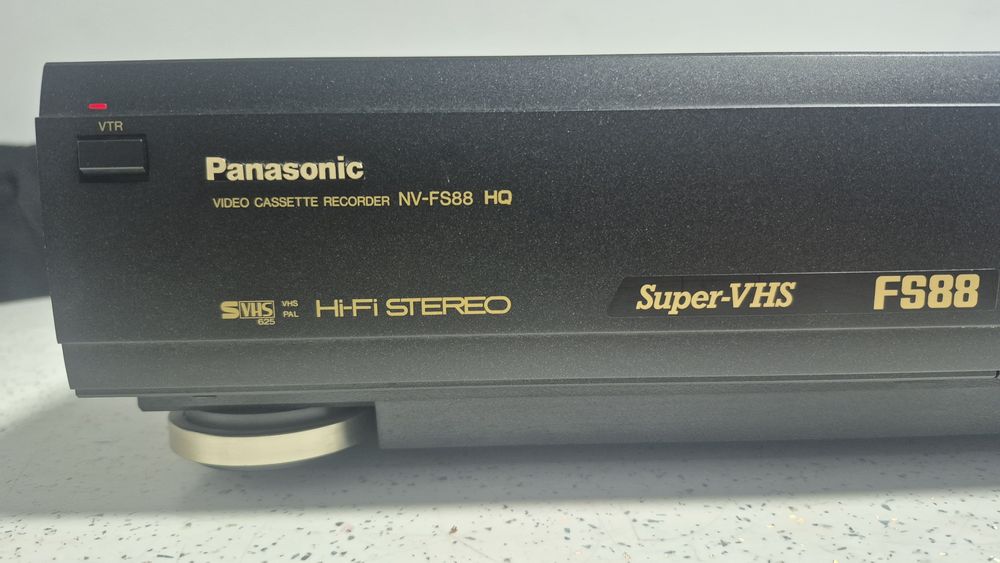 VTR
Panasonic
VIDEO CASSETTE RECORDER NV-FS88 HQ
S VHS 625 VHS PAL Hi-Fi STEREO
Super-VHS FS88